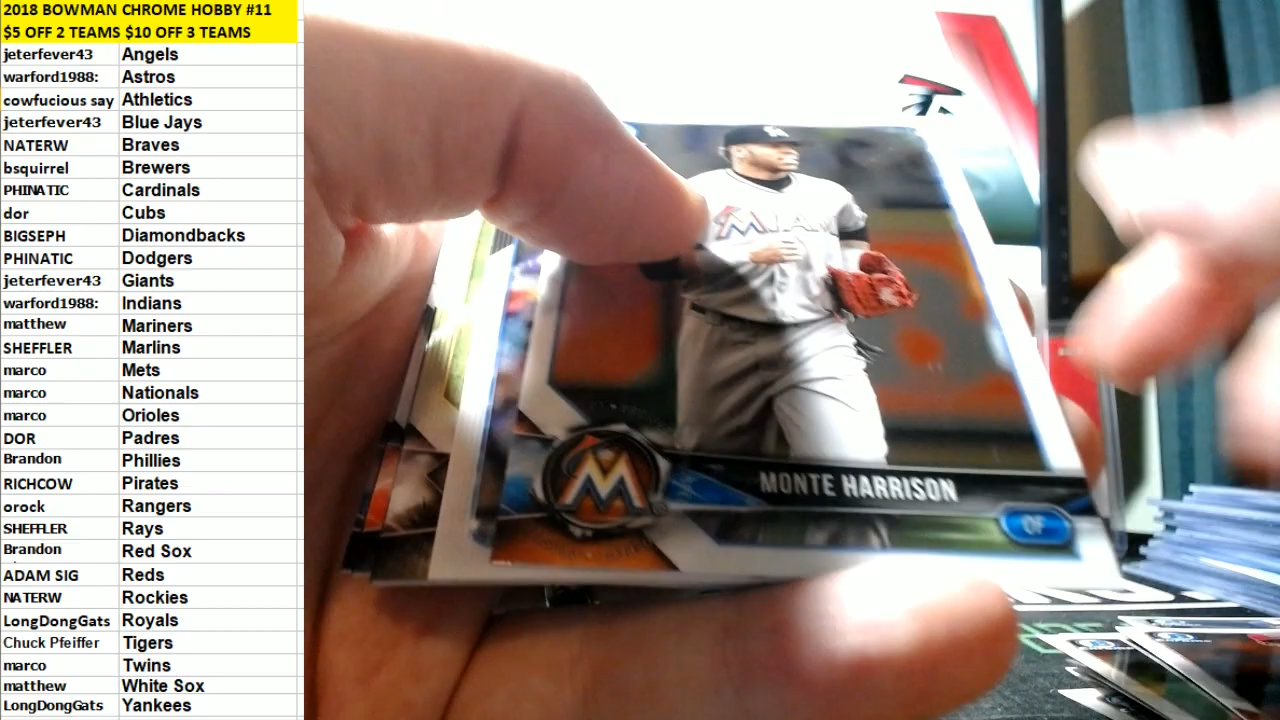 2018 BOWMAN CHROME HOBBY #11
$5 OFF 2 TEAMS $10 OFF 3 TEAMS
jeterfever43 Angels
warford1988: Astros
cowfucious say Athletics
jeterfever43 Blue Jays
NATERW Braves
bsquirrel Brewers
PHINATIC Cardinals
dor Cubs
BIGSEPH Diamondbacks
PHINATIC Dodgers
jeterfever43 Giants
warford1988: Indians
matthew Mariners
SHEFFLER Marlins
marco Mets
marco Nationals
marco Orioles
DOR Padres
Brandon Phillies
RICHCOW Pirates
orock Rangers
SHEFFLER Rays
Brandon Red Sox
ADAM SIG Reds
NATERW Rockies
LongDongGats Royals
Chuck Pfeiffer Tigers
marco Twins
matthew White Sox
LongDongGats Yankees
MIAMI
M
MONTE HARRISON
OF